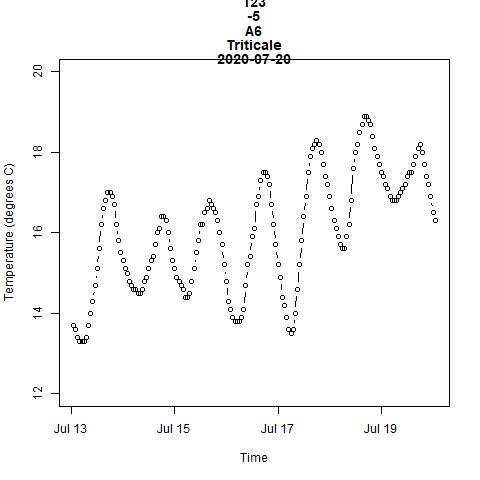 123
-5
A6
Triticale
2020-07-20
20
18
16
14
12
Temperature (degrees C)
Jul 13
Jul 15
Jul 17
Jul 19
Time